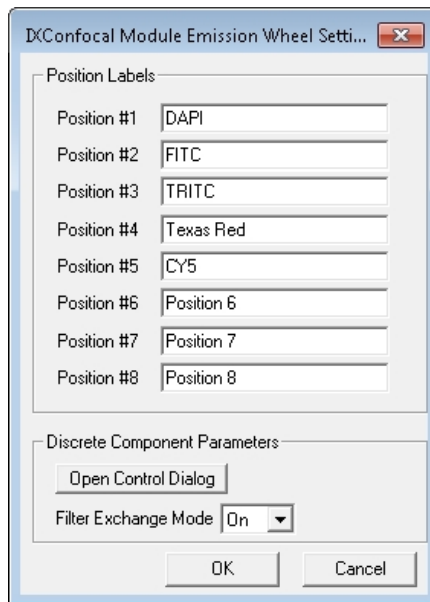 IXConfocal Module Emission Wheel Setti...
Position Labels
Position #1 DAPI
Position #2 FITC
Position #3 TRITC
Position #4 Texas Red
Position #5 CY5
Position #6 Position 6
Position #7 Position 7
Position #8 Position 8
Discrete Component Parameters
Open Control Dialog
Filter Exchange Mode On
OK Cancel